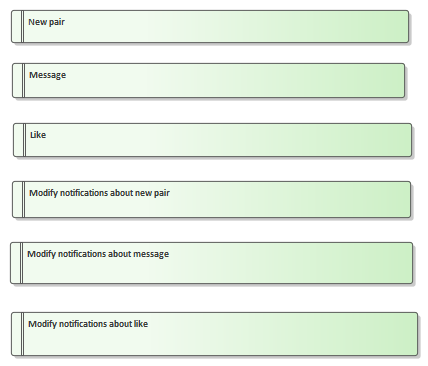 New pair
Message
Like
Modify notifications about new pair
Modify notifications about message
Modify notifications about like